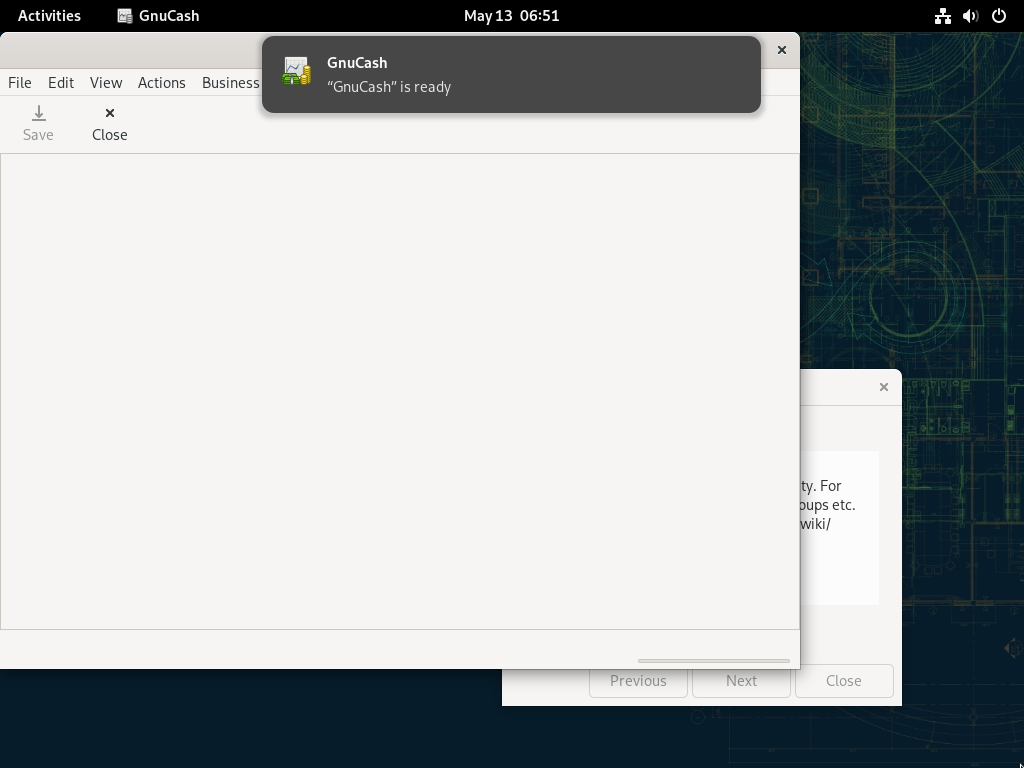 Activities GnuCash May 13 06:51
GnuCash
“GnuCash” is ready
File Edit View Actions Business
Save Close
ty. For
oups etc.
wiki/
Previous Next Close